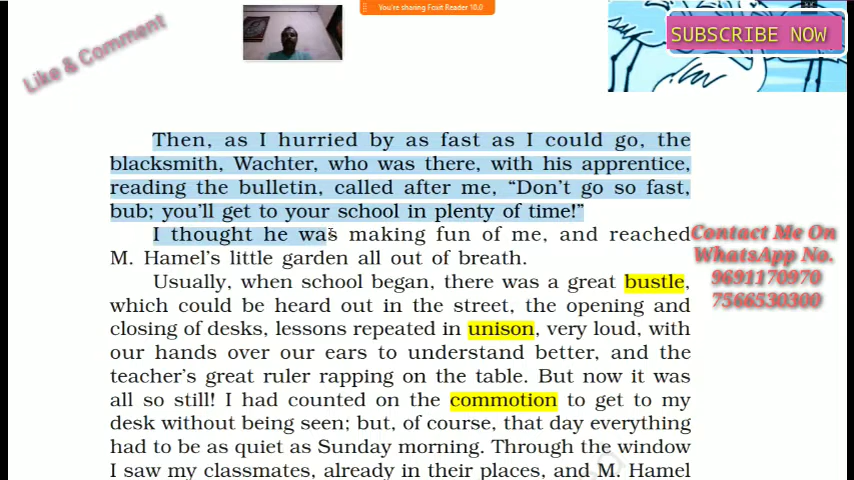 You're sharing Foxit Reader 10.0
SUBSCRIBE NOW
Like & Comment
Then, as I hurried by as fast as I could go, the
blacksmith, Wachter, who was there, with his apprentice,
reading the bulletin, called after me, “Don't go so fast,
bub; you'll get to your school in plenty of time!”
I thought he was making fun of me, and reached
M. Hamel's little garden all out of breath.
Usually, when school began, there was a great bustle,
which could be heard out in the street, the opening and
closing of desks, lessons repeated in unison, very loud, with
our hands over our ears to understand better, and the
teacher's great ruler rapping on the table. But now it was
all so still! I had counted on the commotion to get to my
desk without being seen; but, of course, that day everything
had to be as quiet as Sunday morning. Through the window
I saw my classmates, already in their places, and M. Hamel
Contact Me On
WhatsApp No.
9691170970
7566530300